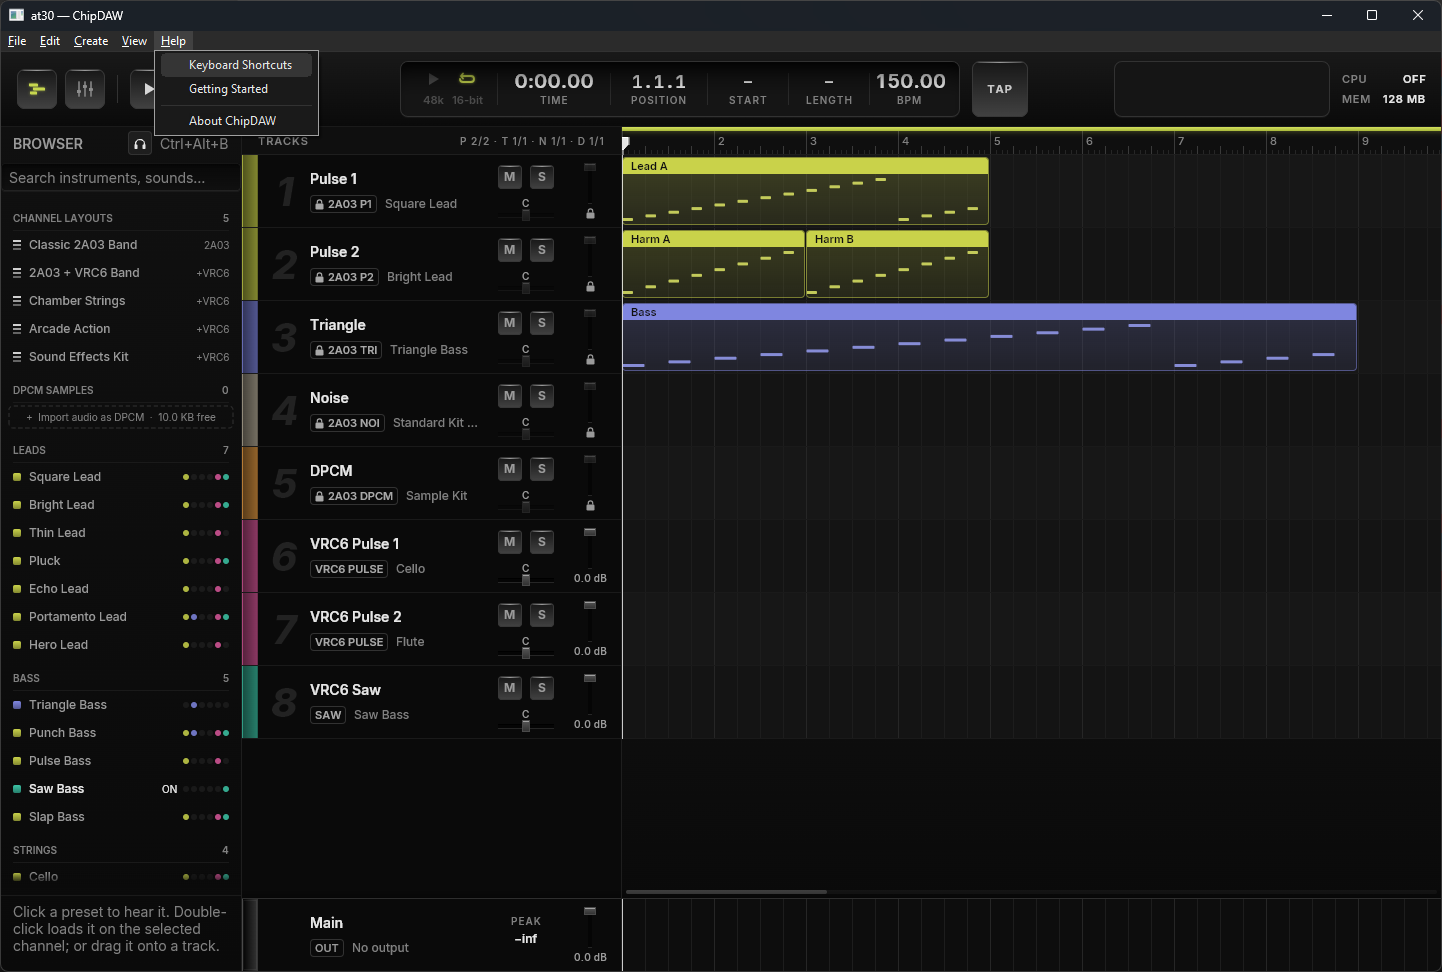 at30 — ChipDAW
File Edit Create View Help
Keyboard Shortcuts
Getting Started
About ChipDAW
48k 16-bit
0:00.00
TIME
1.1.1
POSITION
–
START
–
LENGTH
150.00
BPM
TAP
CPU OFF
MEM 128 MB
BROWSER Ctrl+Alt+B
Search instruments, sounds...
CHANNEL LAYOUTS 5
Classic 2A03 Band 2A03
2A03 + VRC6 Band +VRC6
Chamber Strings +VRC6
Arcade Action +VRC6
Sound Effects Kit +VRC6
DPCM SAMPLES 0
+ Import audio as DPCM · 10.0 KB free
LEADS 7
Square Lead
Bright Lead
Thin Lead
Pluck
Echo Lead
Portamento Lead
Hero Lead
BASS 5
Triangle Bass
Punch Bass
Pulse Bass
Saw Bass ON
Slap Bass
STRINGS 4
Cello
Click a preset to hear it. Double-
click loads it on the selected
channel; or drag it onto a track.
TRACKS P 2/2 · T 1/1 · N 1/1 · D 1/1
1 Pulse 1 M S
2A03 P1 Square Lead C
2 Pulse 2 M S
2A03 P2 Bright Lead C
3 Triangle M S
2A03 TRI Triangle Bass C
4 Noise M S
2A03 NOI Standard Kit ... C
5 DPCM M S
2A03 DPCM Sample Kit C
6 VRC6 Pulse 1 M S
VRC6 PULSE Cello C 0.0 dB
7 VRC6 Pulse 2 M S
VRC6 PULSE Flute C 0.0 dB
8 VRC6 Saw M S
SAW Saw Bass C 0.0 dB
Main PEAK
OUT No output –inf 0.0 dB
2 3 4 5 6 7 8 9
Lead A
Harm A Harm B
Bass